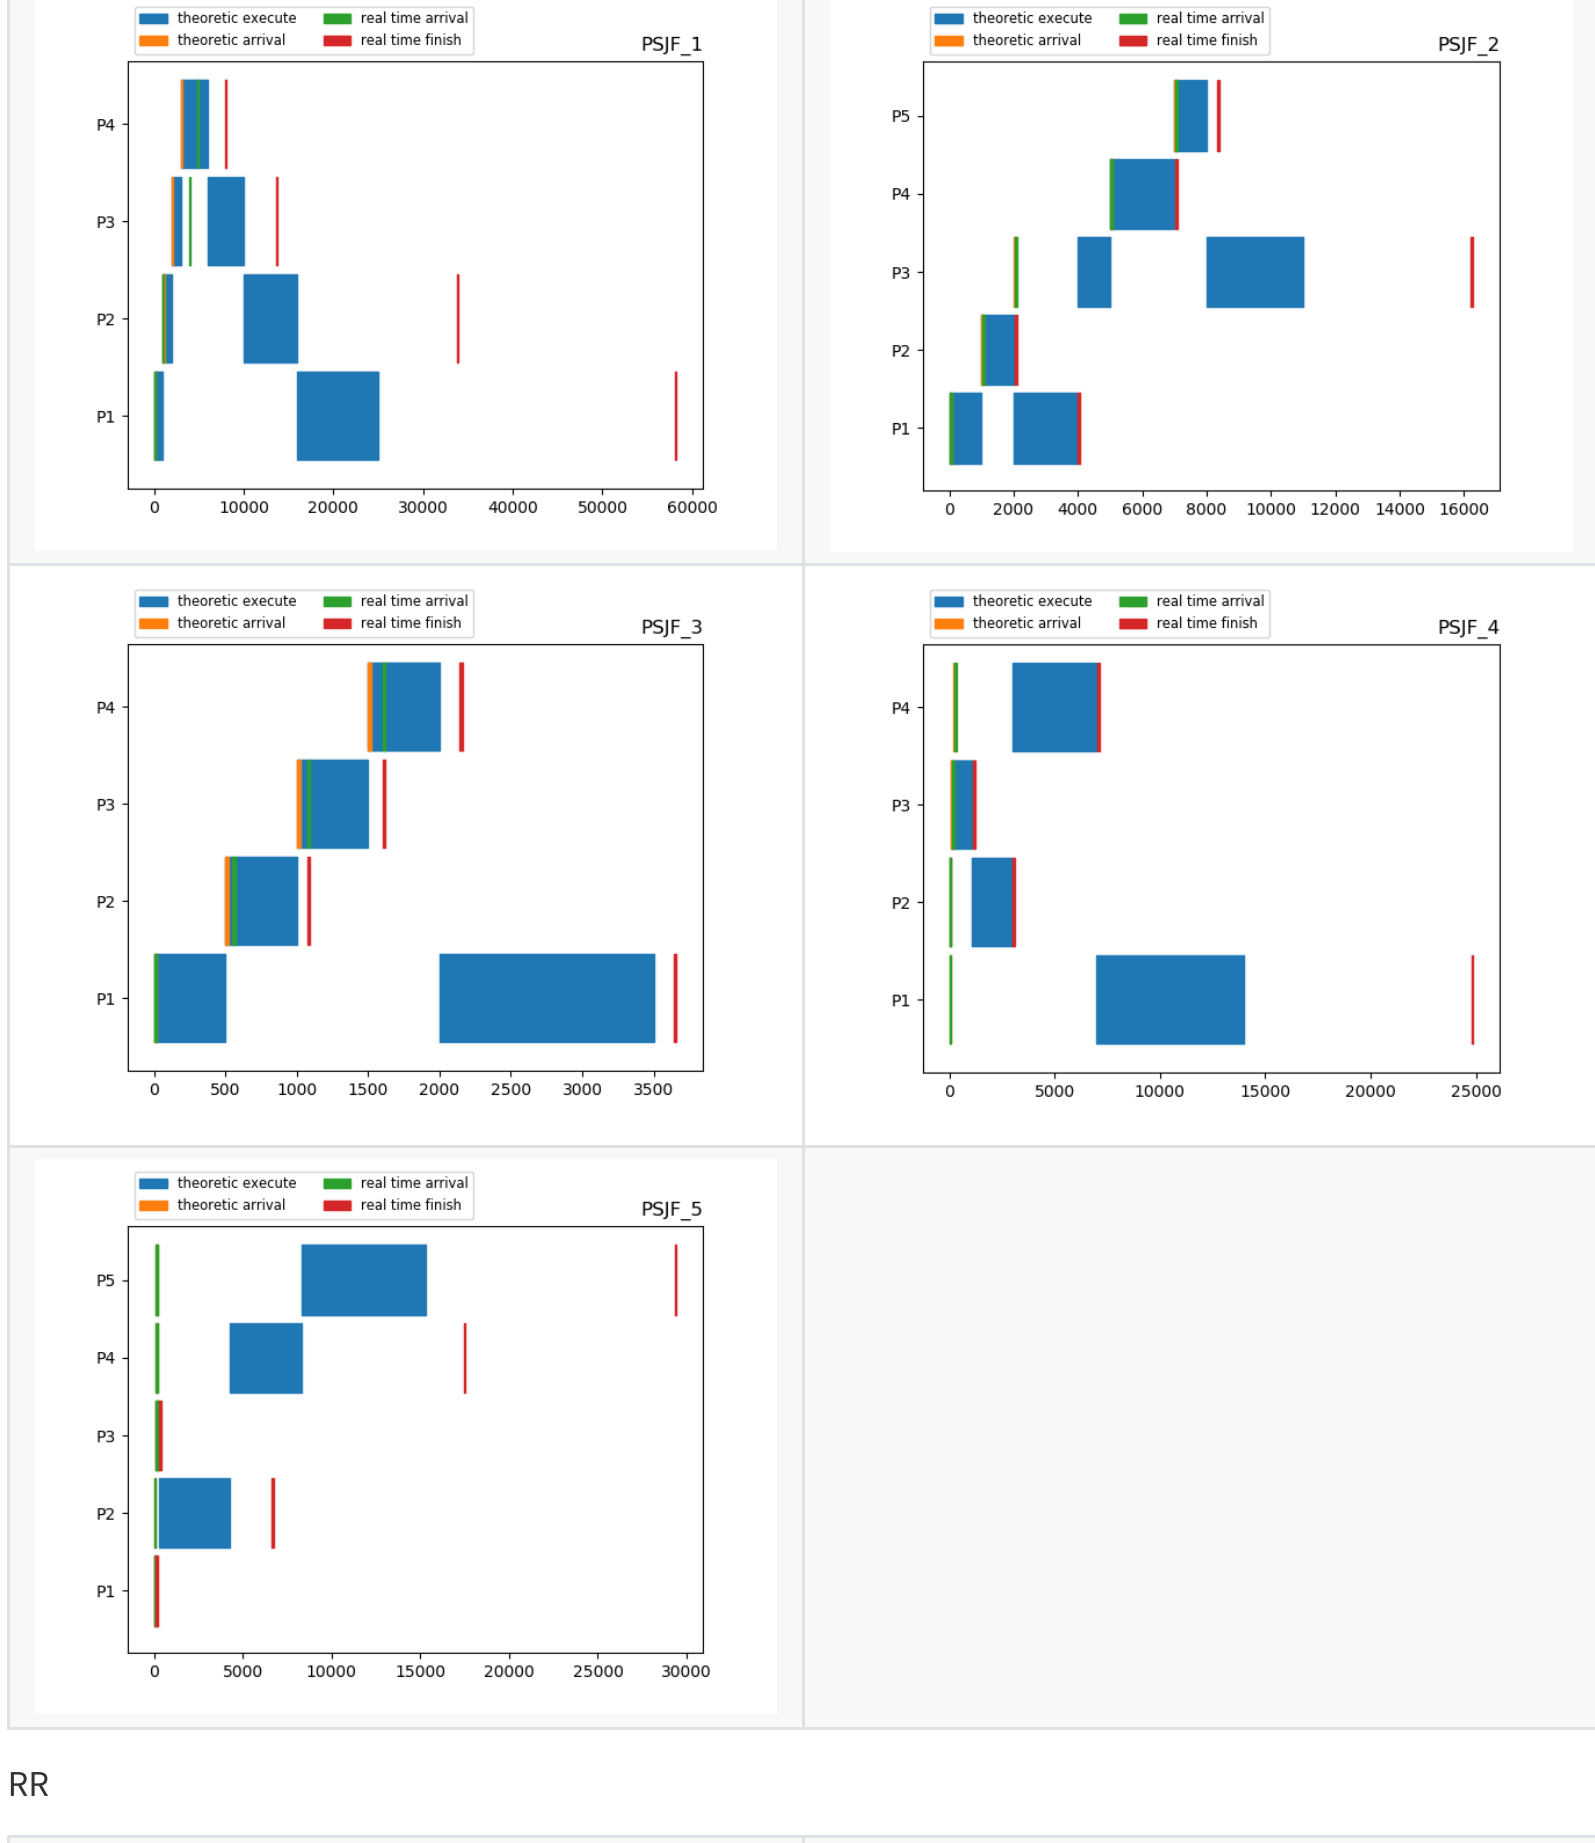 theoretic execute real time arrival
theoretic arrival real time finish
PSJF_1
P4
P3
P2
P1
0 10000 20000 30000 40000 50000 60000
theoretic execute real time arrival
theoretic arrival real time finish
PSJF_2
P5
P4
P3
P2
P1
0 2000 4000 6000 8000 10000 12000 14000 16000
theoretic execute real time arrival
theoretic arrival real time finish
PSJF_3
P4
P3
P2
P1
0 500 1000 1500 2000 2500 3000 3500
theoretic execute real time arrival
theoretic arrival real time finish
PSJF_4
P4
P3
P2
P1
0 5000 10000 15000 20000 25000
theoretic execute real time arrival
theoretic arrival real time finish
PSJF_5
P5
P4
P3
P2
P1
0 5000 10000 15000 20000 25000 30000
RR